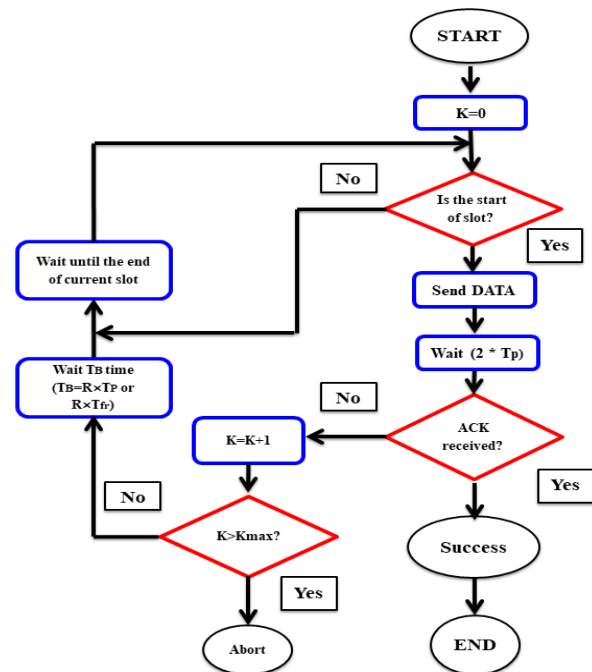 START
K=0
No
Is the start
of slot?
Yes
Wait until the end
of current slot
Send DATA
Wait (2 * Tp)
Wait TB time
(TB=R×TP or
R×Tfr)
No
K=K+1
ACK
received?
No
Yes
K>Kmax?
Success
Yes
Abort
END